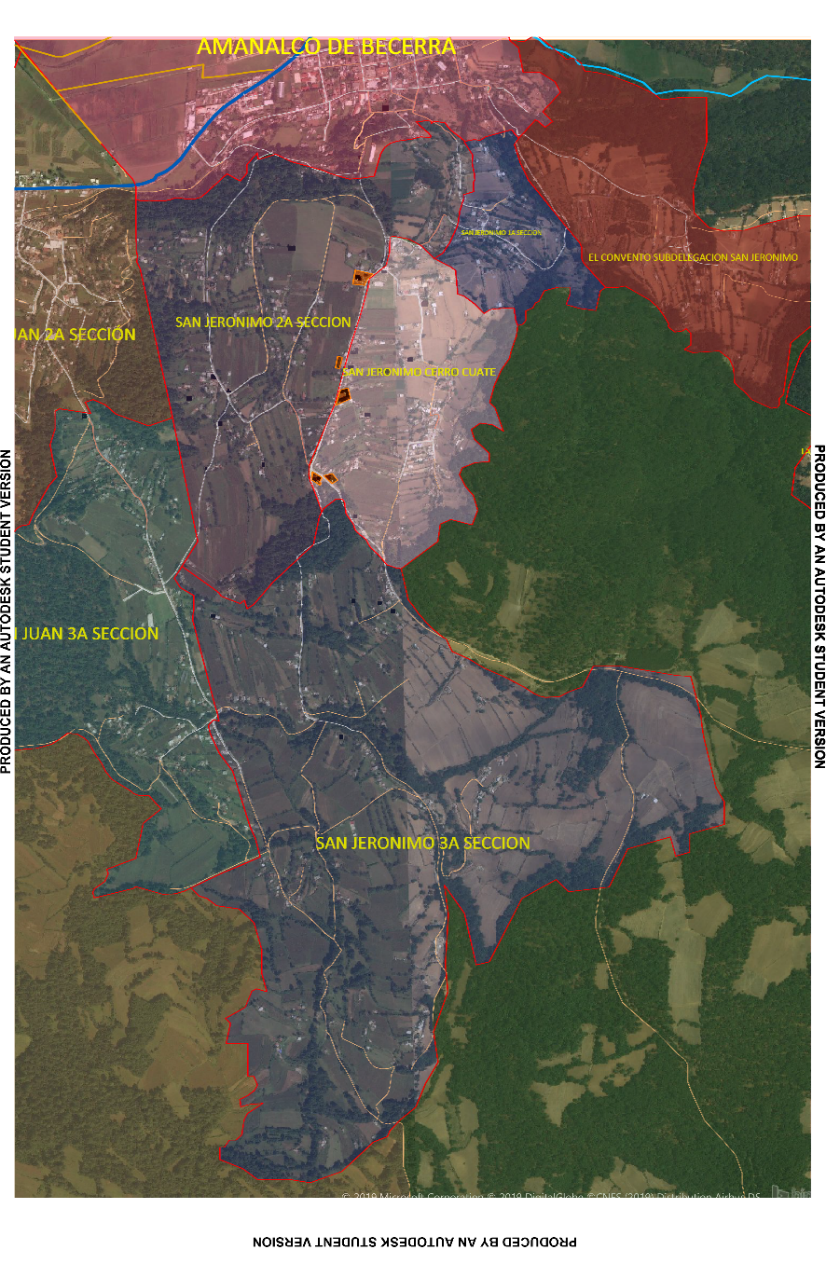 AMANALCO DE BECERRA
SAN JERONIMO 1A SECCION
EL CONVENTO SUBDELEGACION SAN JERONIMO
SAN JERONIMO 2A SECCION
JAN 2A SECCIÓN
SAN JERONIMO CERRO CUATE
JUAN 3A SECCION
SAN JERONIMO 3A SECCION
© 2019 Microsoft Corporation © 2019 DigitalGlobe ©CNES (2019) Distribution Airbus DS
PRODUCED BY AN AUTODESK STUDENT VERSION
PRODUCED BY AN AUTODESK STUDENT VERSION
PRODUCED BY AN AUTODESK STUDENT VERSION